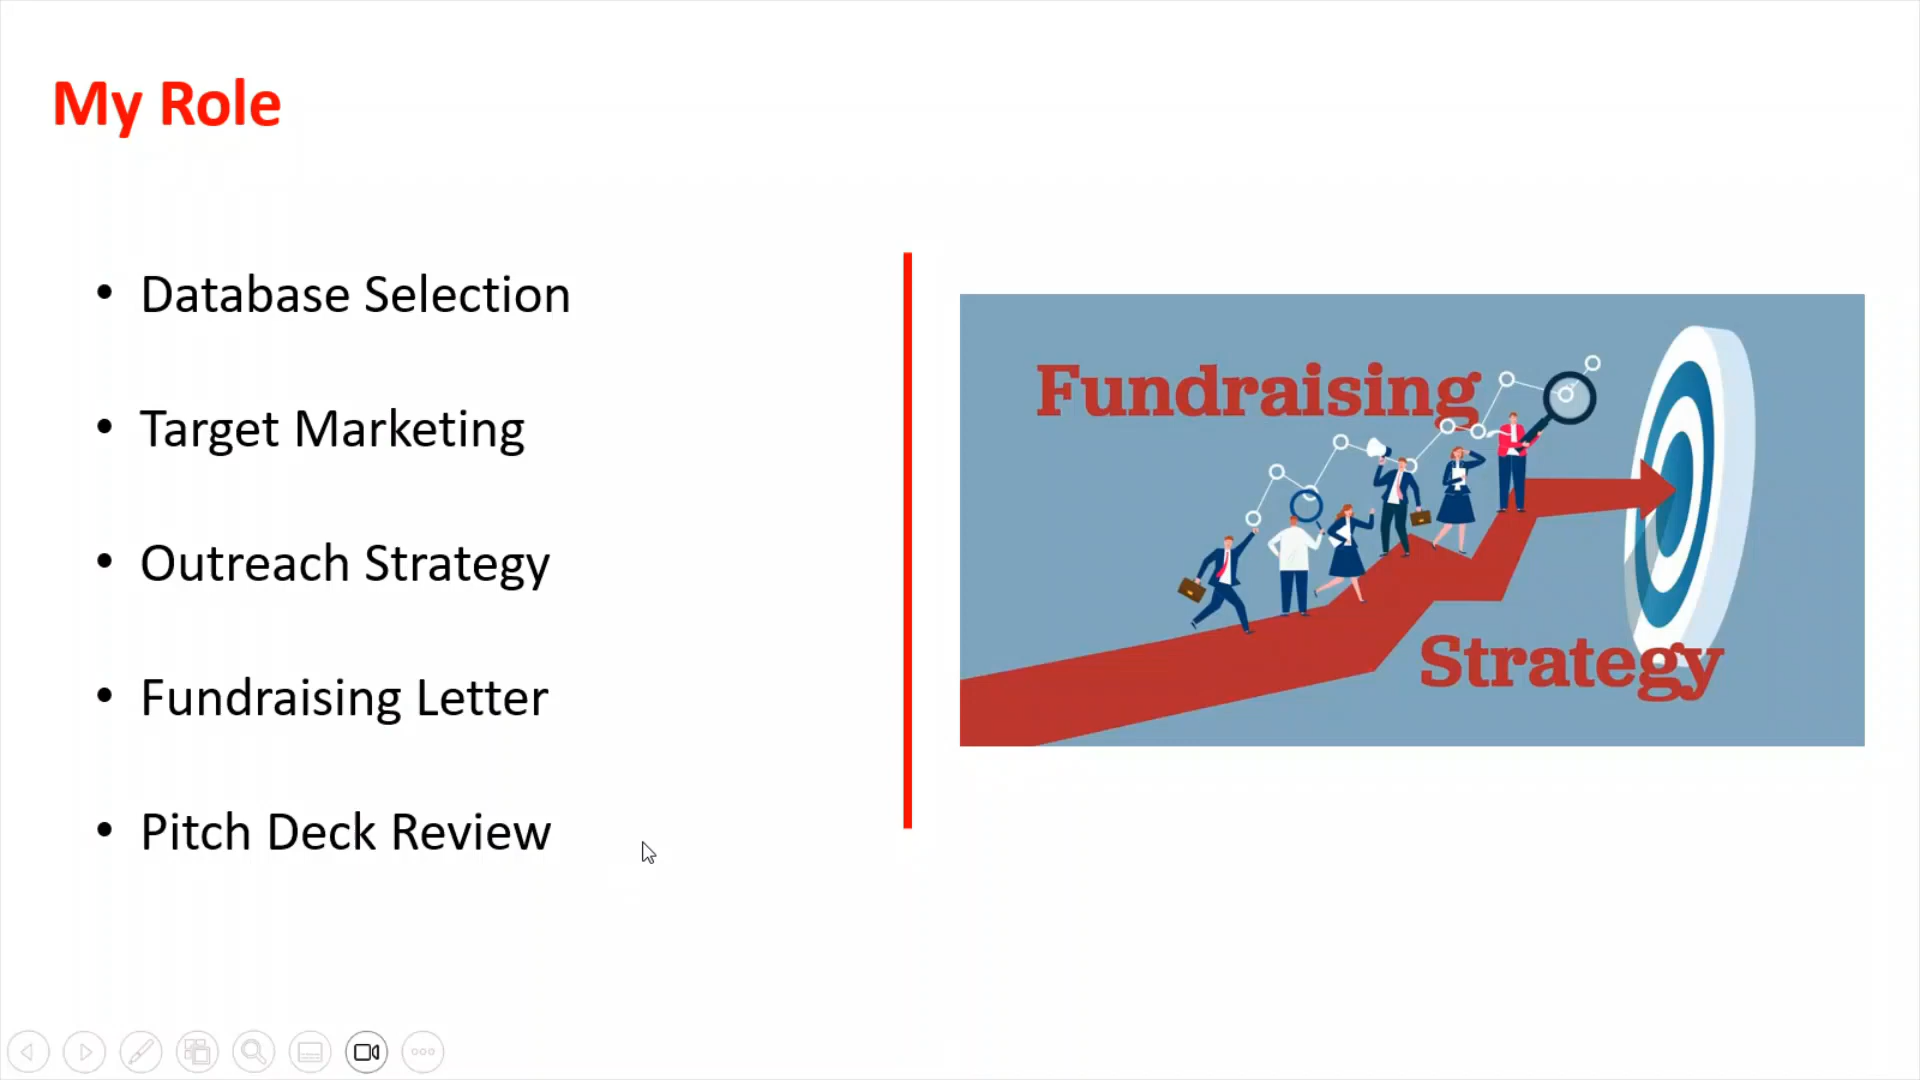 My Role
• Database Selection
• Target Marketing
• Outreach Strategy
• Fundraising Letter
• Pitch Deck Review
Fundraising
Strategy